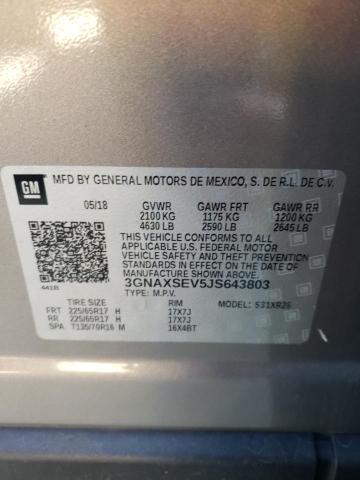 GM
MFD BY GENERAL MOTORS DE MEXICO, S. DE R.L. DE C.V.
05/18 GVWR GAWR FRT GAWR RR
2100 KG 1175 KG 1200 KG
4630 LB 2590 LB 2645 LB
THIS VEHICLE CONFORMS TO ALL
APPLICABLE U.S. FEDERAL MOTOR
VEHICLE SAFETY AND THEFT PREVENTION
STANDARDS IN EFFECT ON THE DATE OF
MANUFACTURE SHOWN ABOVE.
3GNAXSEV5JS643803
441B TYPE: M.P.V. MODEL: 531XR26
TIRE SIZE RIM
FRT 225/65R17 H 17X7J
RR 225/65R17 H 17X7J
SPA T135/70R16 M 16X4BT